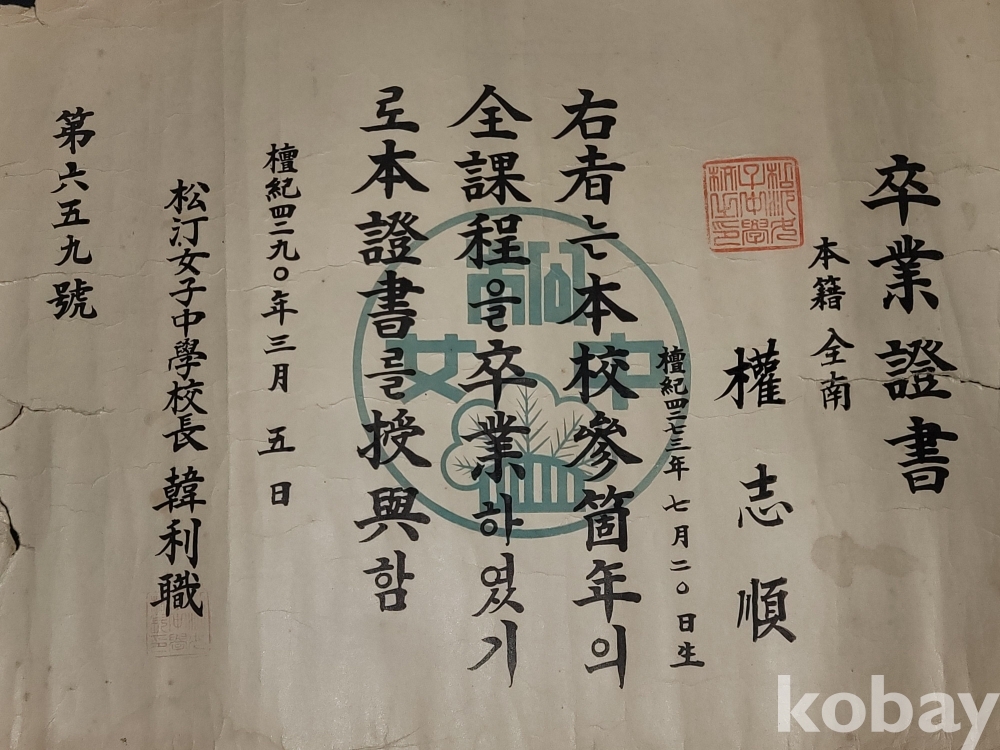 卒業證書
本籍 全南
權志順
檀紀四二七三年七月二〇日生
右者는本校參箇年의
全課程을卒業하였기
로本證書를授與함
檀紀四二九〇年三月五日
松汀女子中學校長 韓利職
第六五九號
女 中
kobay